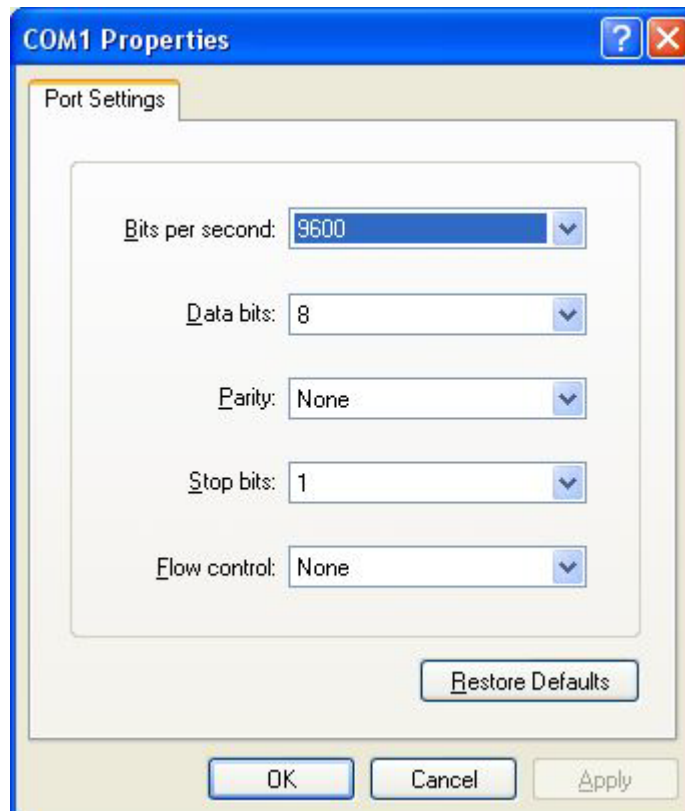 COM1 Properties
Port Settings
Bits per second: 9600
Data bits: 8
Parity: None
Stop bits: 1
Flow control: None
Restore Defaults
OK Cancel Apply